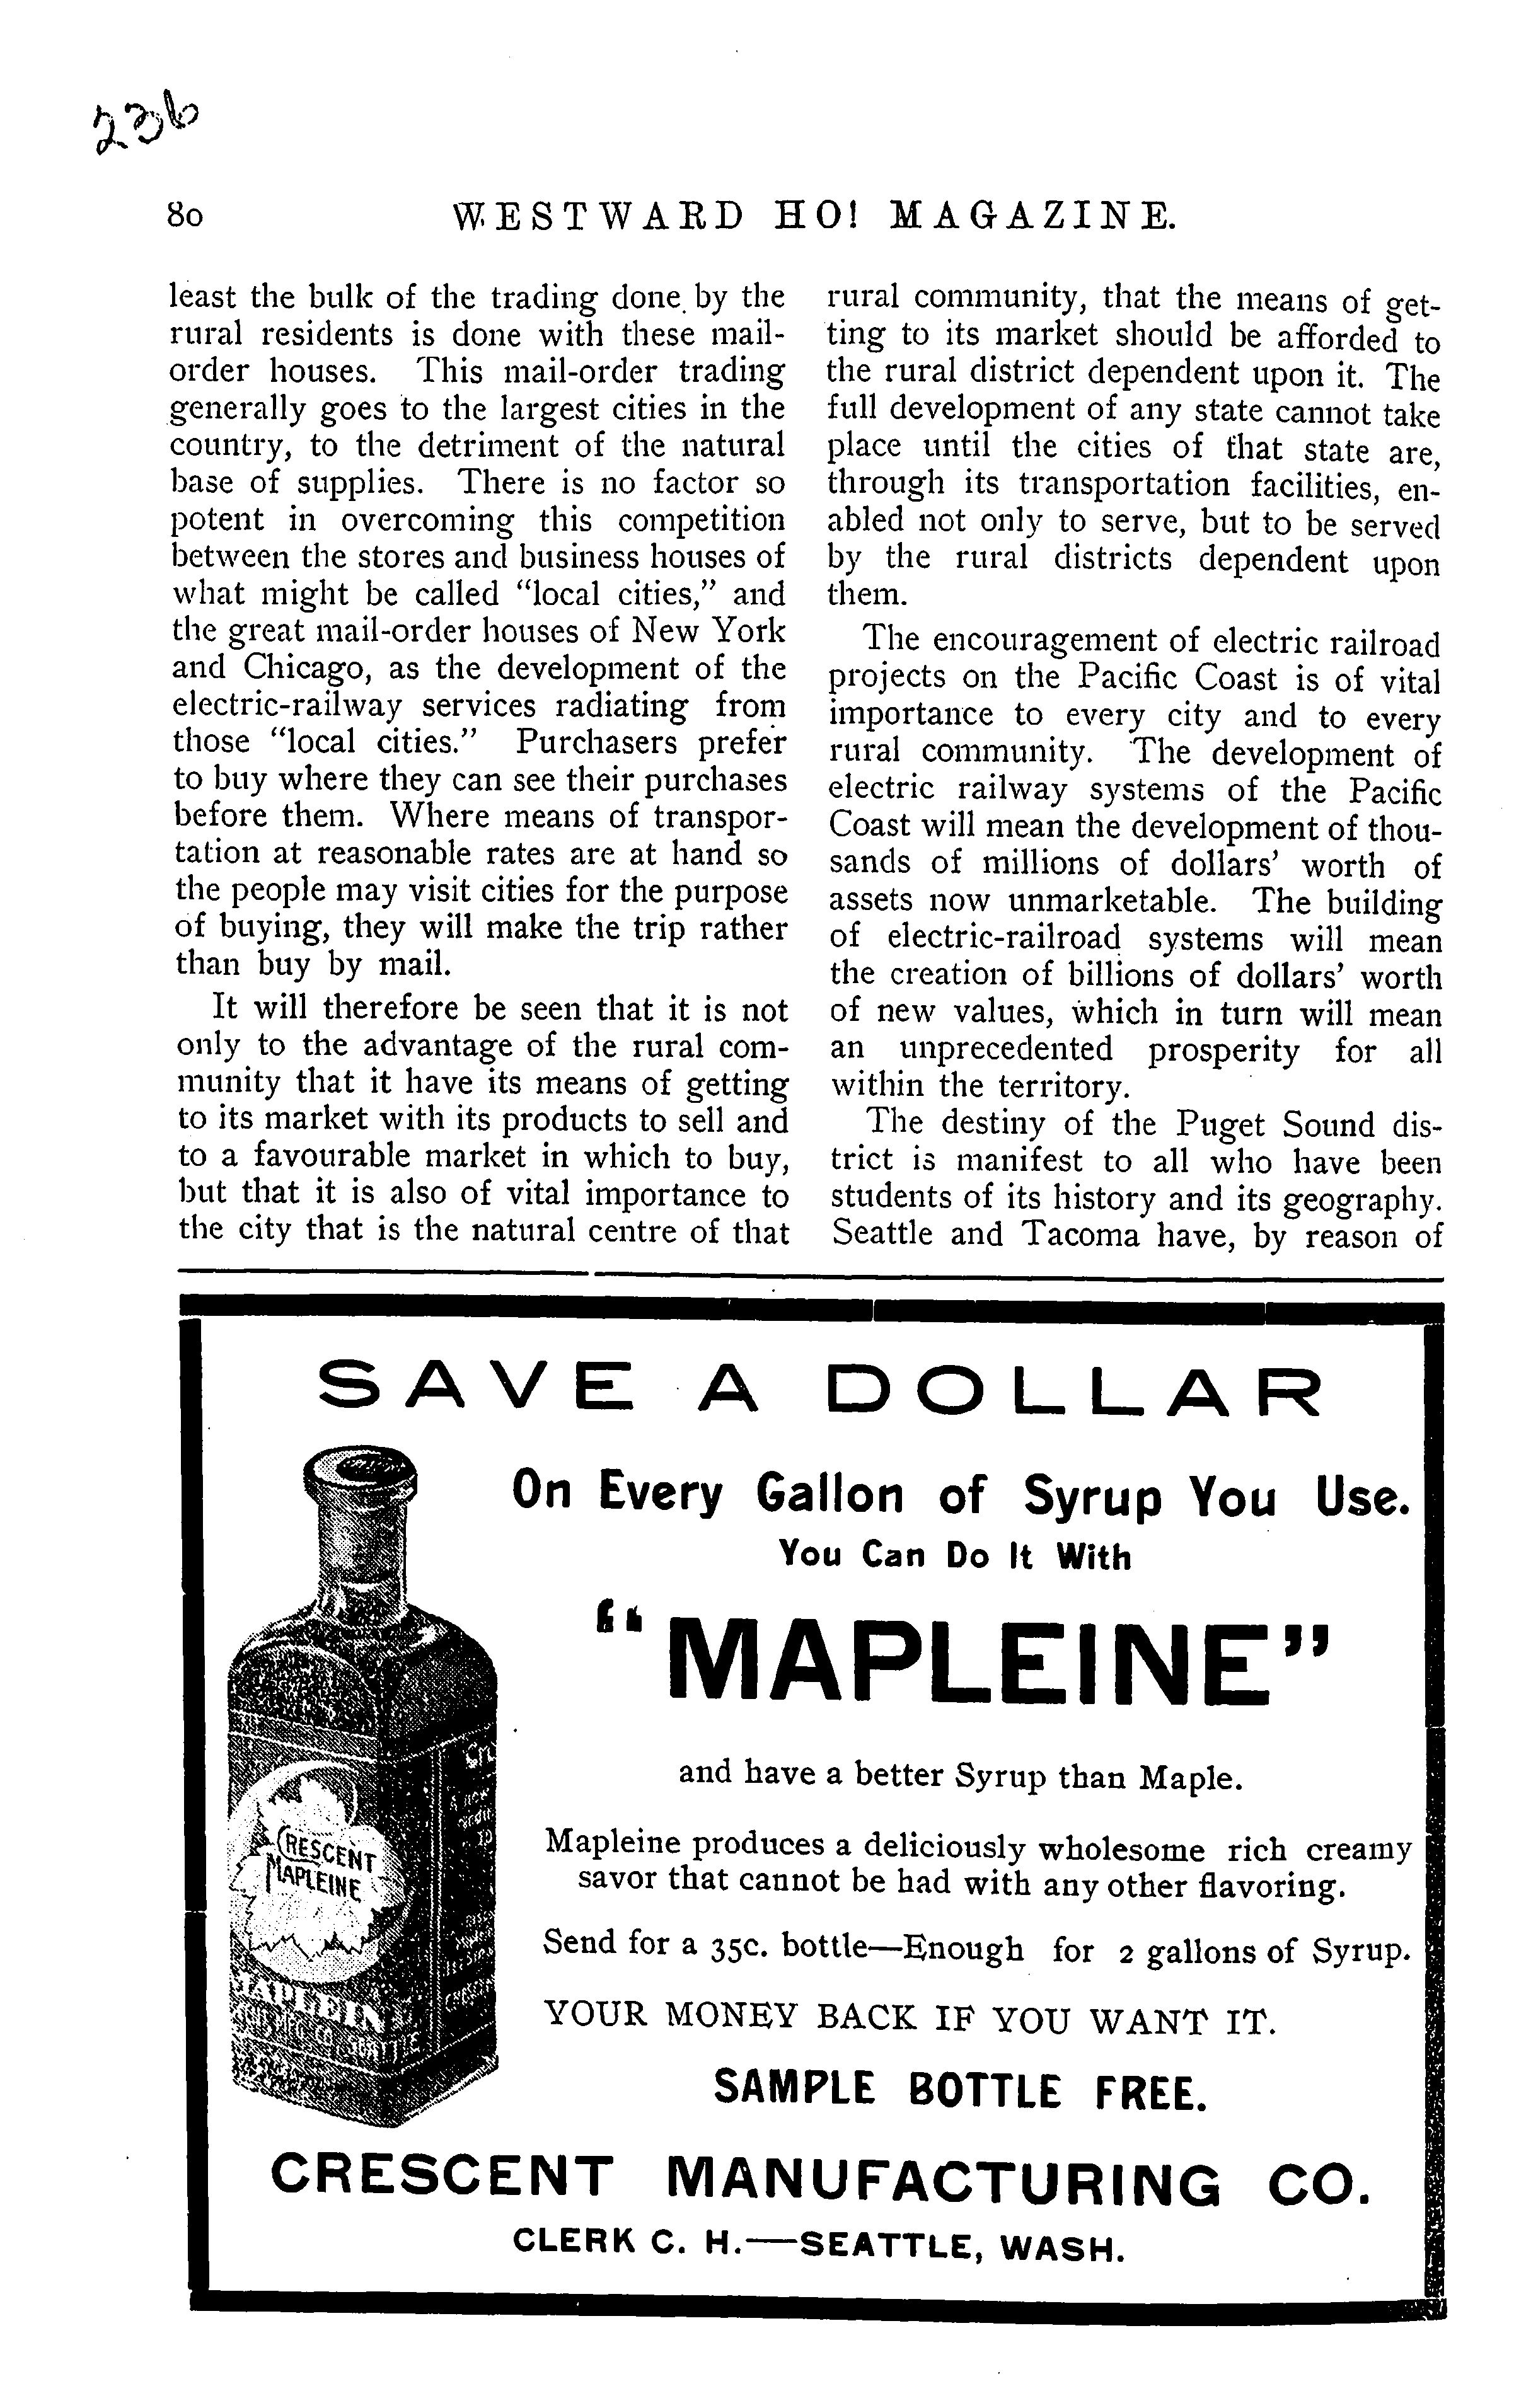 236
80 WESTWARD HO! MAGAZINE.
least the bulk of the trading done by the
rural residents is done with these mail-
order houses. This mail-order trading
generally goes to the largest cities in the
country, to the detriment of the natural
base of supplies. There is no factor so
potent in overcoming this competition
between the stores and business houses of
what might be called “local cities,” and
the great mail-order houses of New York
and Chicago, as the development of the
electric-railway services radiating from
those “local cities.” Purchasers prefer
to buy where they can see their purchases
before them. Where means of transpor-
tation at reasonable rates are at hand so
the people may visit cities for the purpose
of buying, they will make the trip rather
than buy by mail.
It will therefore be seen that it is not
only to the advantage of the rural com-
munity that it have its means of getting
to its market with its products to sell and
to a favourable market in which to buy,
but that it is also of vital importance to
the city that is the natural centre of that
rural community, that the means of get-
ting to its market should be afforded to
the rural district dependent upon it. The
full development of any state cannot take
place until the cities of that state are,
through its transportation facilities, en-
abled not only to serve, but to be served
by the rural districts dependent upon
them.
The encouragement of electric railroad
projects on the Pacific Coast is of vital
importance to every city and to every
rural community. The development of
electric railway systems of the Pacific
Coast will mean the development of thou-
sands of millions of dollars’ worth of
assets now unmarketable. The building
of electric-railroad systems will mean
the creation of billions of dollars’ worth
of new values, which in turn will mean
an unprecedented prosperity for all
within the territory.
The destiny of the Puget Sound dis-
trict is manifest to all who have been
students of its history and its geography.
Seattle and Tacoma have, by reason of
SAVE A DOLLAR
On Every Gallon of Syrup You Use.
You Can Do It With
“MAPLEINE”
and have a better Syrup than Maple.
Mapleine produces a deliciously wholesome rich creamy
savor that cannot be had with any other flavoring.
Send for a 35c. bottle—Enough for 2 gallons of Syrup.
YOUR MONEY BACK IF YOU WANT IT.
SAMPLE BOTTLE FREE.
CRESCENT MANUFACTURING CO.
CLERK C. H.—SEATTLE, WASH.
CRESCENT
MAPLEINE
MAPLEINE